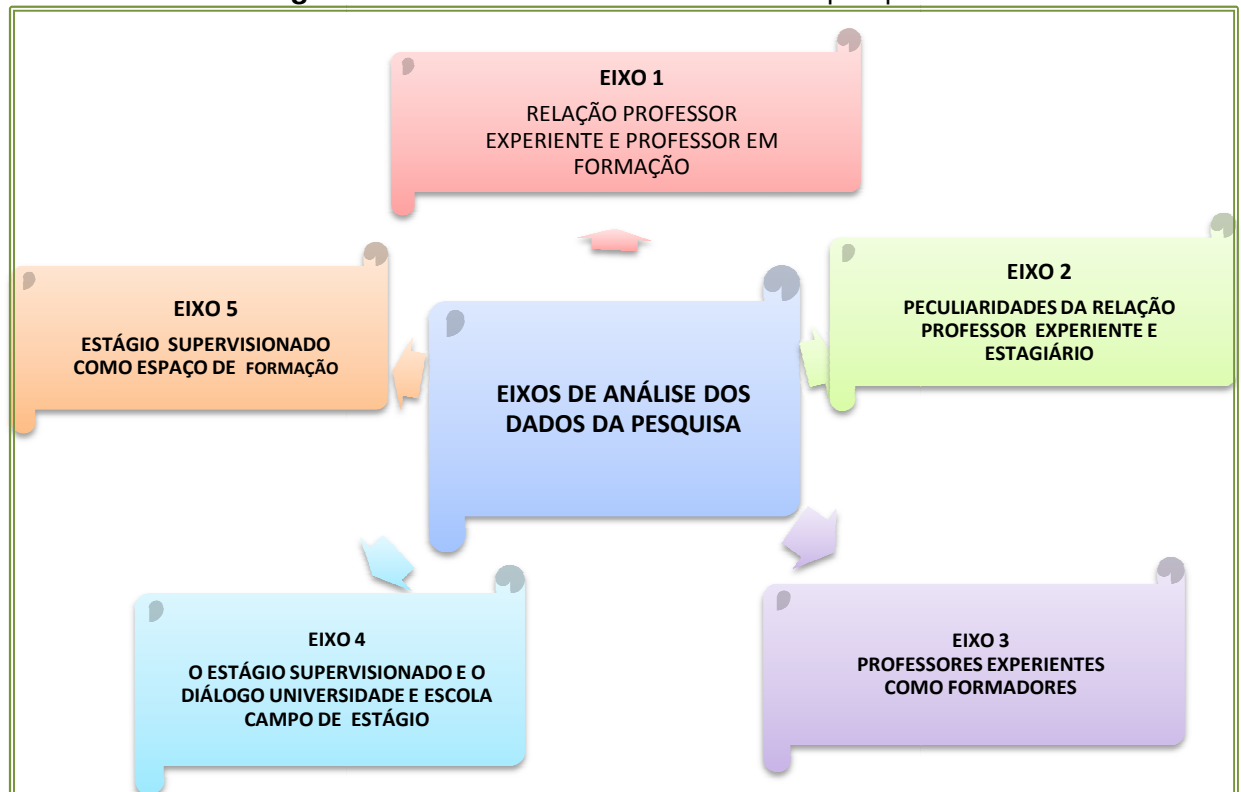 EIXO 1
RELAÇÃO PROFESSOR
EXPERIENTE E PROFESSOR EM
FORMAÇÃO
EIXO 2
PECULIARIDADES DA RELAÇÃO
PROFESSOR EXPERIENTE E
ESTAGIÁRIO
EIXOS DE ANÁLISE DOS
DADOS DA PESQUISA
EIXO 3
PROFESSORES EXPERIENTES
COMO FORMADORES
EIXO 4
O ESTÁGIO SUPERVISIONADO E O
DIÁLOGO UNIVERSIDADE E ESCOLA
CAMPO DE ESTÁGIO
EIXO 5
ESTÁGIO SUPERVISIONADO
COMO ESPAÇO DE FORMAÇÃO